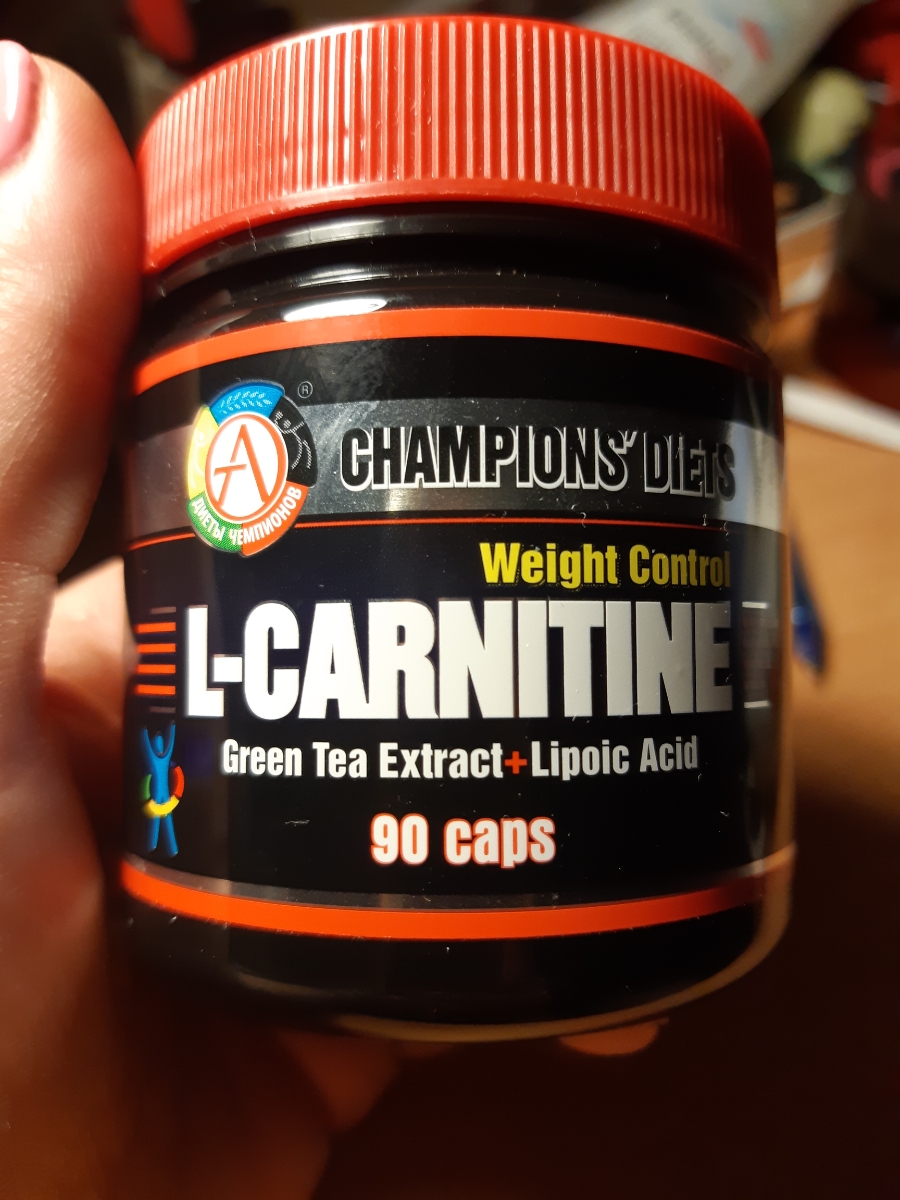 ®
A
ДИЕТЫ ЧЕМПИОНОВ
CHAMPIONS' DIETS
Weight Control
L-CARNITINE
Green Tea Extract+Lipoic Acid
90 caps